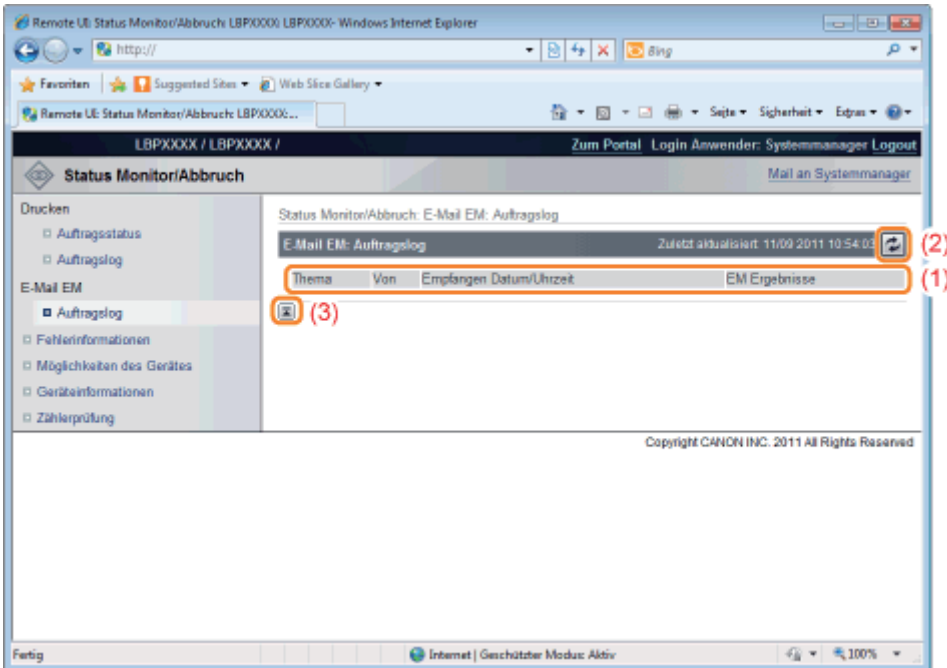 Remote UI: Status Monitor/Abbruch: LBPXXXX: LBPXXXX- Windows Internet Explorer
http://
Bing
Favoriten Suggested Sites Web Slice Gallery
Remote UI: Status Monitor/Abbruch: LBPXXXX:...
Seite Sicherheit Extras
LBPXXXX / LBPXXXX /
Zum Portal Login Anwender: Systemmanager Logout
Status Monitor/Abbruch
Mail an Systemmanager
Drucken
Auftragsstatus
Auftragslog
E-Mail EM
Auftragslog
Fehlerinformationen
Möglichkeiten des Gerätes
Geräteinformationen
Zählerprüfung
Status Monitor/Abbruch: E-Mail EM: Auftragslog
E-Mail EM: Auftragslog
Zuletzt aktualisiert: 11/09 2011 10:54:03
(2)
Thema Von Empfangen Datum/Uhrzeit EM Ergebnisse
(1)
(3)
Copyright CANON INC. 2011 All Rights Reserved
Fertig
Internet | Geschützter Modus: Aktiv
100%